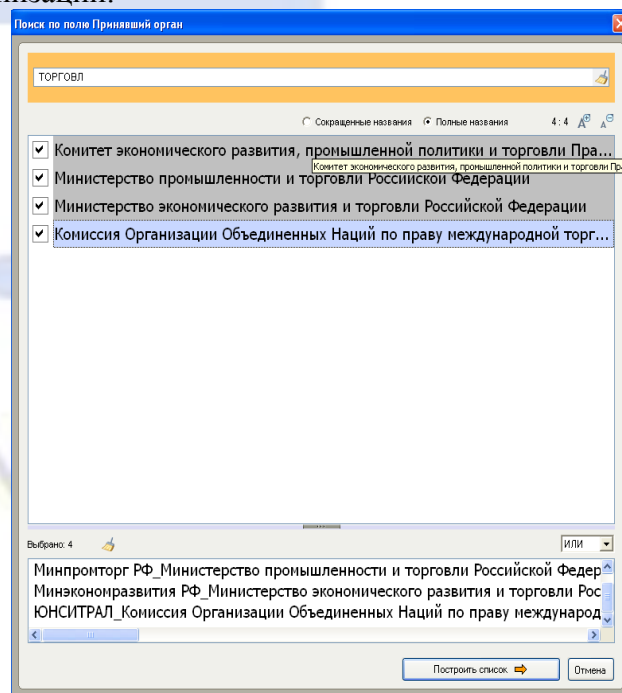 низации.
Поиск по полю Принявший орган
ТОРГОВЛ
Сокращенные названия Полные названия 4 : 4 A A
Комитет экономического развития, промышленной политики и торговли Пра...
Комитет экономического развития, промышленной политики и торговли Пр
Министерство промышленности и торговли Российской Федерации
Министерство экономического развития и торговли Российской Федерации
Комиссия Организации Объединенных Наций по праву международной торг...
Выбрано: 4 ИЛИ
Минпромторг РФ_Министерство промышленности и торговли Российской Федер
Минэкономразвития РФ_Министерство экономического развития и торговли Рос
ЮНСИТРАЛ_Комиссия Организации Объединенных Наций по праву международ
Построить список Отмена